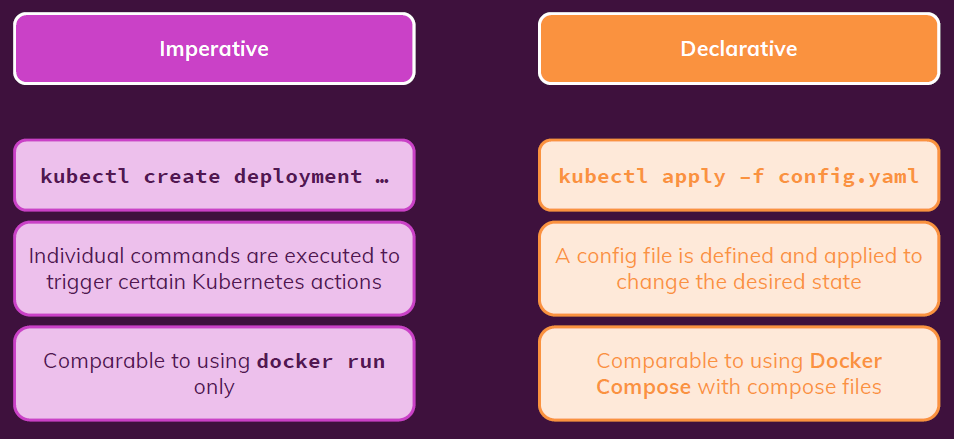 Imperative
Declarative
kubectl create deployment …
kubectl apply –f config.yaml
Individual commands are executed to
trigger certain Kubernetes actions
A config file is defined and applied to
change the desired state
Comparable to using docker run
only
Comparable to using Docker
Compose with compose files